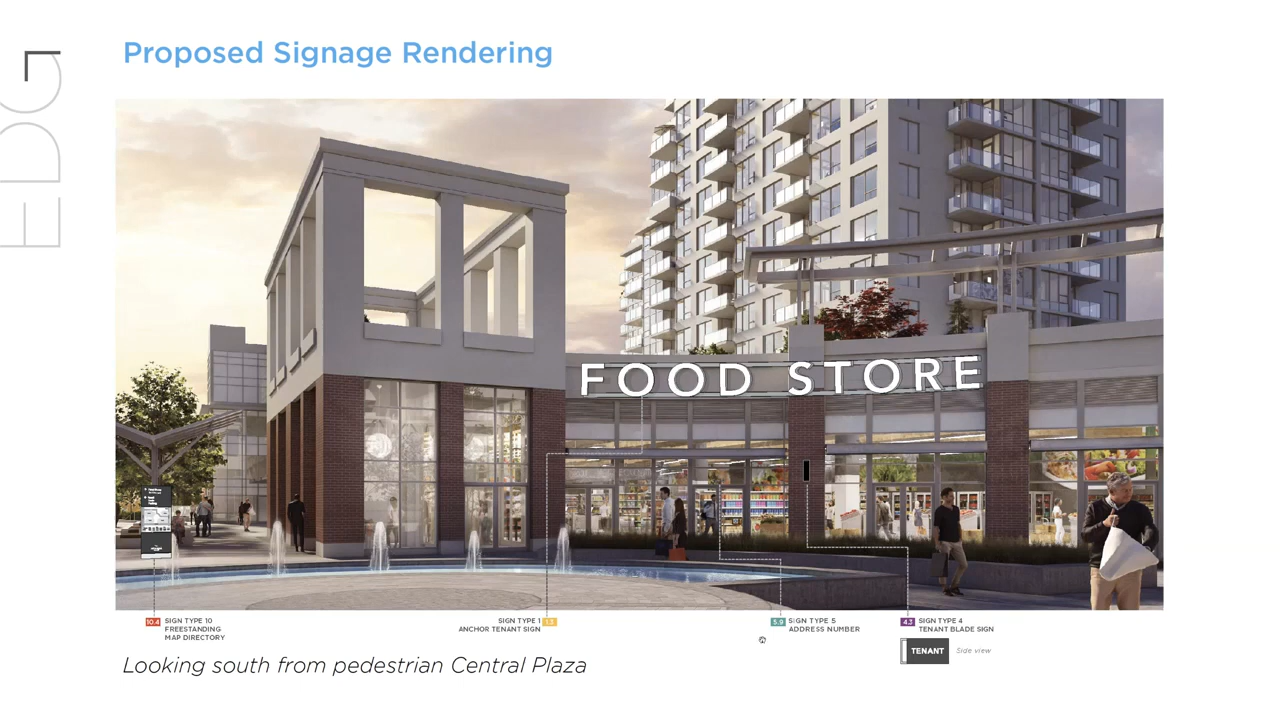 EDG
Proposed Signage Rendering
FOOD STORE
10.4 SIGN TYPE 10
FREESTANDING
MAP DIRECTORY
SIGN TYPE 1 1.5
ANCHOR TENANT SIGN
5.9 SIGN TYPE 5
ADDRESS NUMBER
4.3 SIGN TYPE 4
TENANT BLADE SIGN
TENANT Side view
Looking south from pedestrian Central Plaza